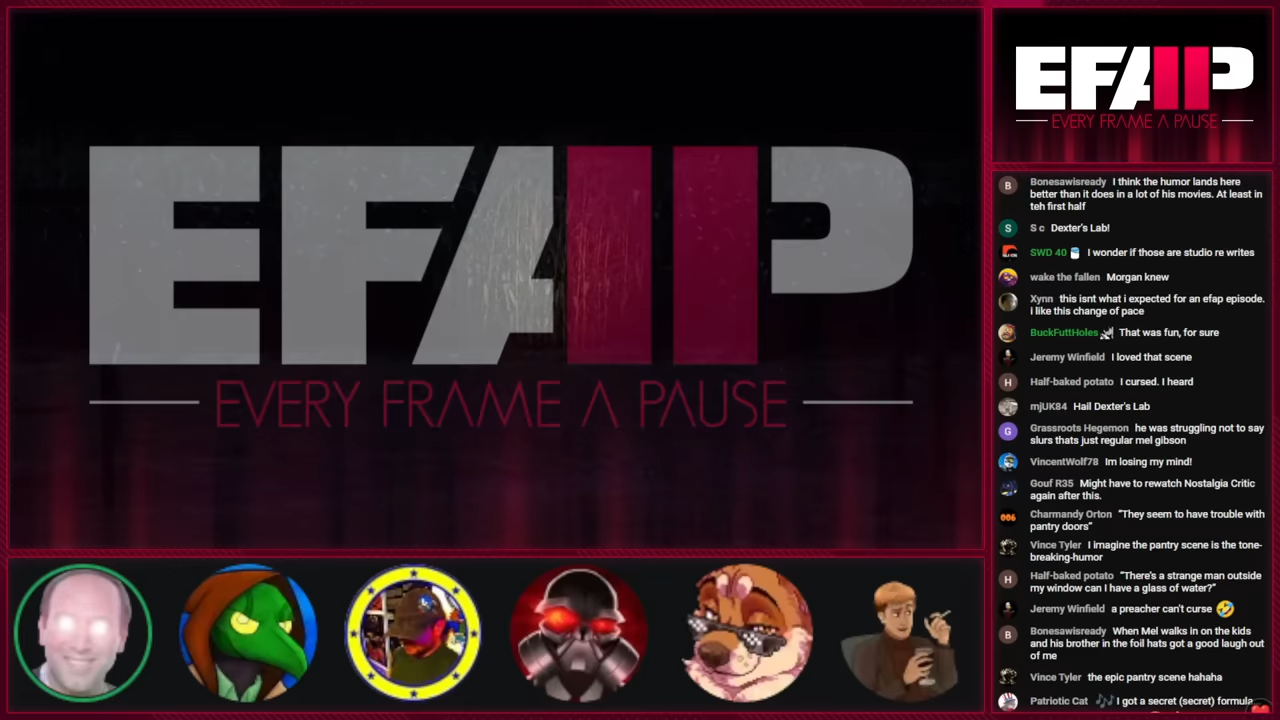 EFAP
EVERY FRAME A PAUSE
EFAP
EVERY FRAME A PAUSE
B Bonesawisready I think the humor lands here
better than it does in a lot of his movies. At least in
teh first half
S S c Dexter's Lab!
SWD 40 I wonder if those are studio re writes
wake the fallen Morgan knew
Xynn this isnt what i expected for an efap episode.
i like this change of pace
BuckFuttHoles That was fun, for sure
Jeremy Winfield I loved that scene
H Half-baked potato I cursed. I heard
mjUK84 Hail Dexter's Lab
G Grassroots Hegemon he was struggling not to say
slurs thats just regular mel gibson
VincentWolf78 Im losing my mind!
Gouf R35 Might have to rewatch Nostalgia Critic
again after this.
006 Charmandy Orton “They seem to have trouble with
pantry doors”
Vince Tyler I imagine the pantry scene is the tone-
breaking-humor
H Half-baked potato “There’s a strange man outside
my window can I have a glass of water?”
Jeremy Winfield a preacher can't curse 🤣
B Bonesawisready When Mel walks in on the kids
and his brother in the foil hats got a good laugh out
of me
Vince Tyler the epic pantry scene hahaha
Patriotic Cat 🎶 I got a secret (secret) formula